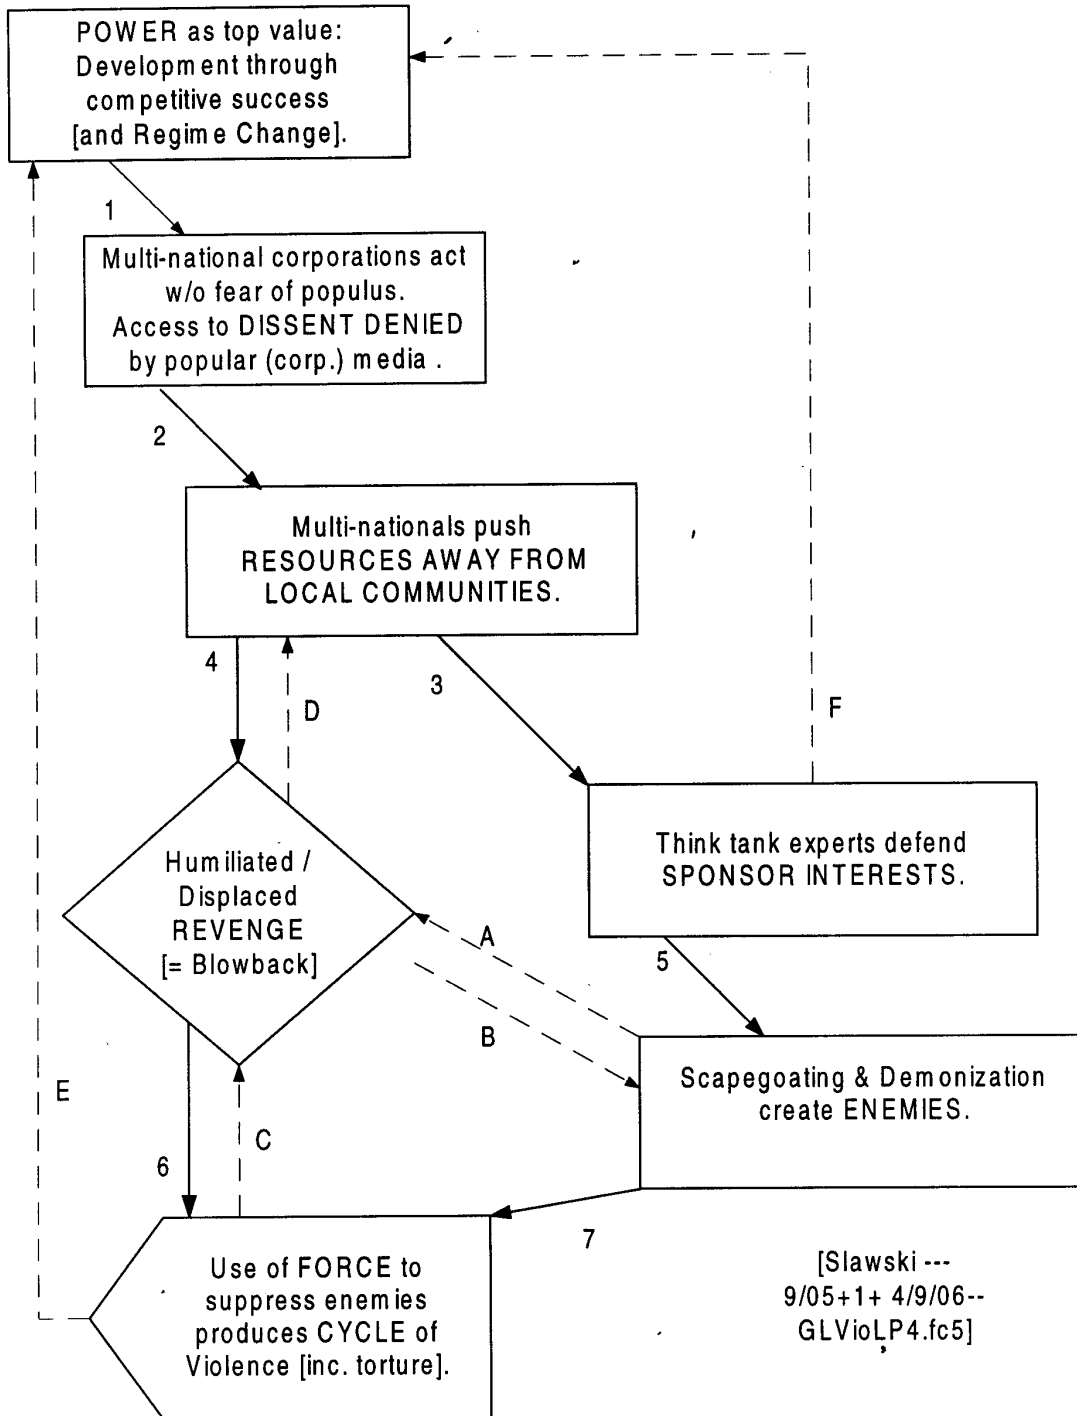 POWER as top value:
Development through
competitive success
[and Regime Change].
1
Multi-national corporations act
w/o fear of populus.
Access to DISSENT DENIED
by popular (corp.) media .
2
Multi-nationals push
RESOURCES AWAY FROM
LOCAL COMMUNITIES.
4
D
3
F
Humiliated /
Displaced
REVENGE
[= Blowback]
Think tank experts defend
SPONSOR INTERESTS.
A
B
5
E
C
6
Scapegoating & Demonization
create ENEMIES.
7
Use of FORCE to
suppress enemies
produces CYCLE of
Violence [inc. torture].
[Slawski ---
9/05+1+ 4/9/06--
GLVioLP4.fc5]